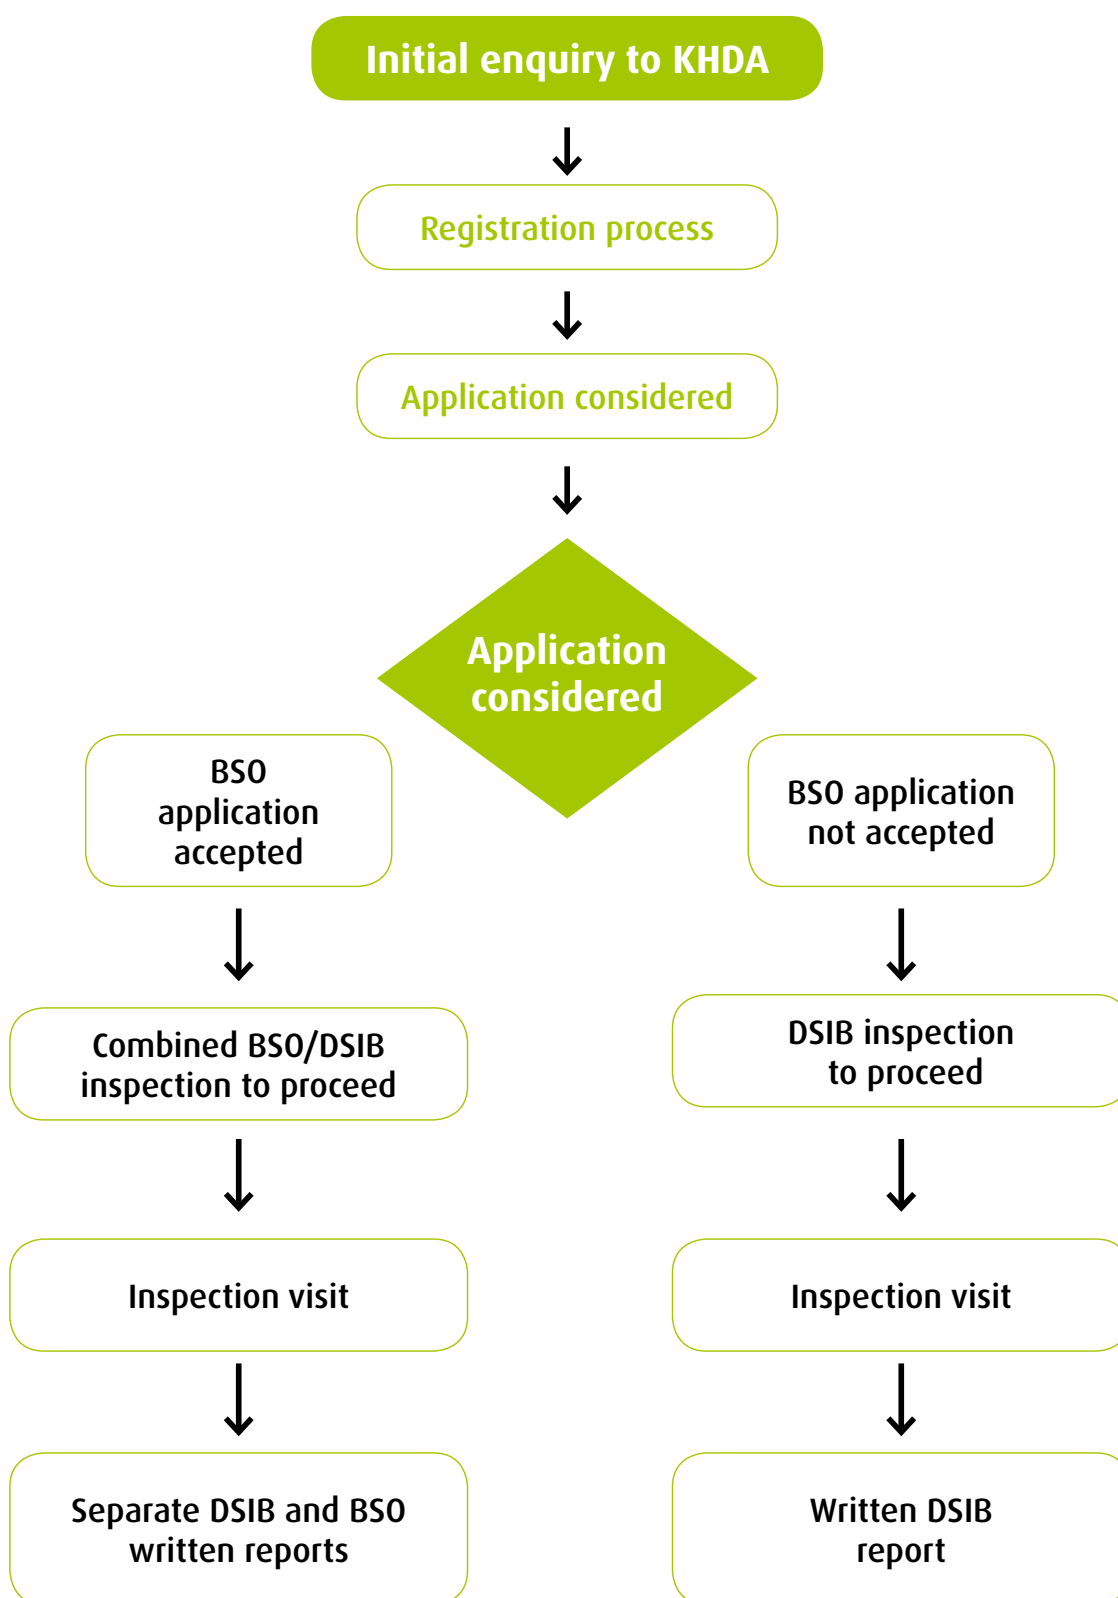 Initial enquiry to KHDA
Registration process
Application considered
Application
considered
BSO
application
accepted
BSO application
not accepted
Combined BSO/DSIB
inspection to proceed
DSIB inspection
to proceed
Inspection visit
Inspection visit
Separate DSIB and BSO
written reports
Written DSIB
report